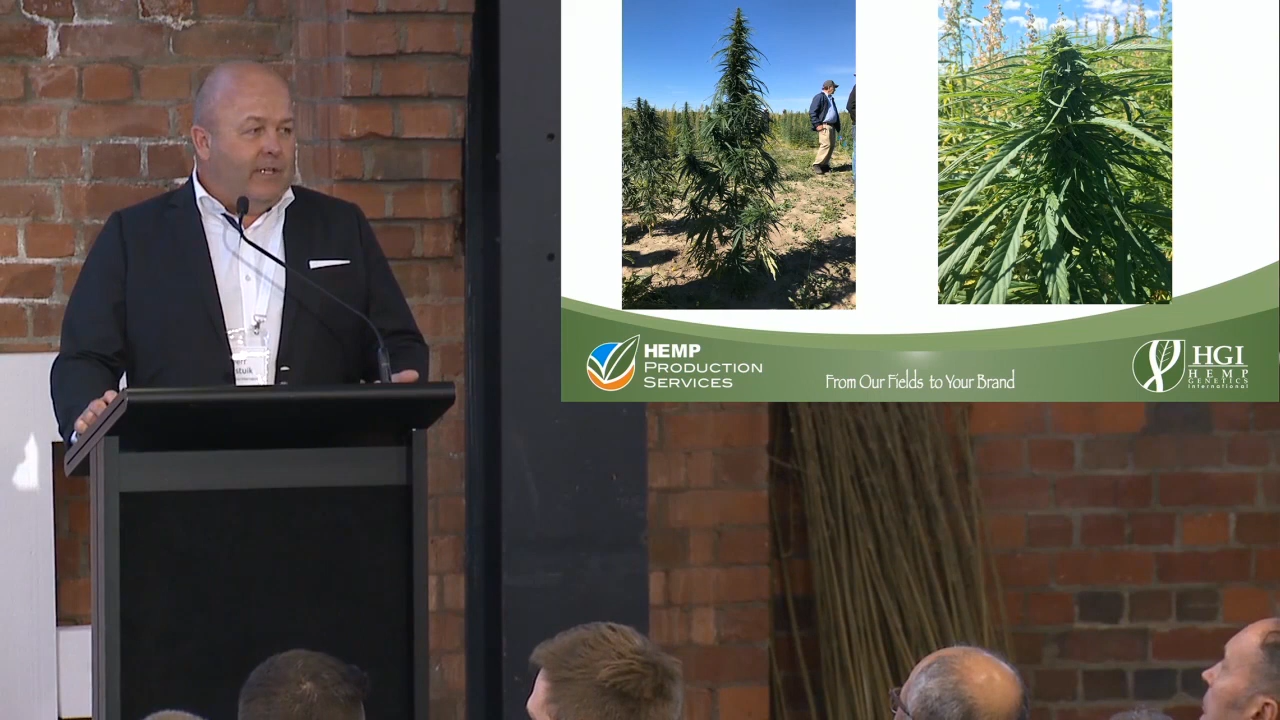 HEMP
PRODUCTION
SERVICES
From Our Fields to Your Brand
HGI
HEMP
GENETICS
International